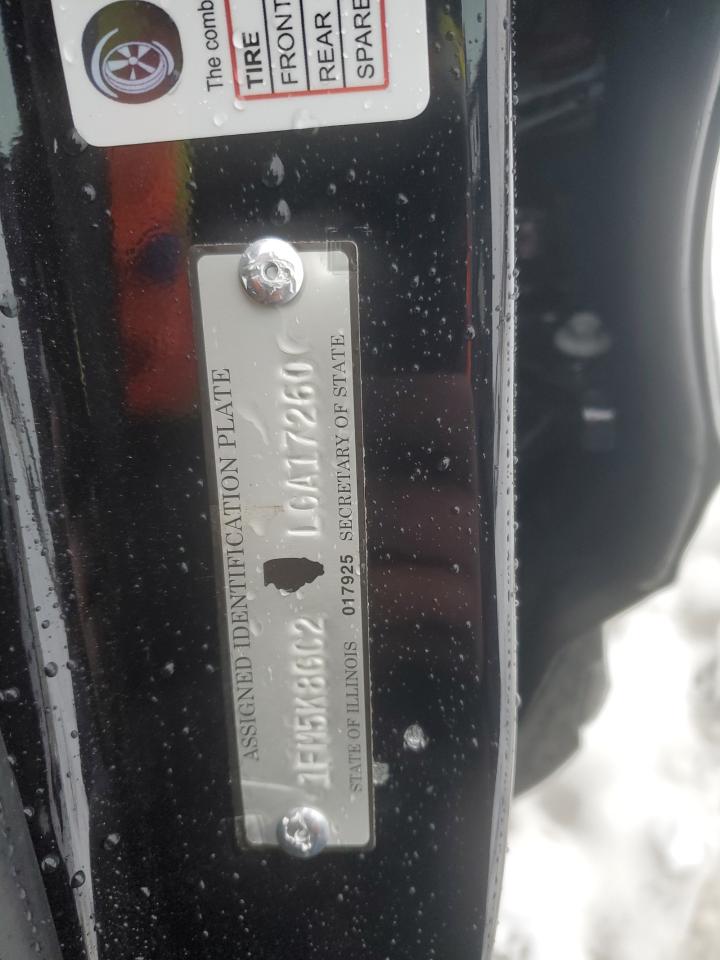 The comb
TIRE
FRONT
REAR
SPARE
ASSIGNED IDENTIFICATION PLATE
1FM5K8GC2 LGA17260
STATE OF ILLINOIS 017925 SECRETARY OF STATE